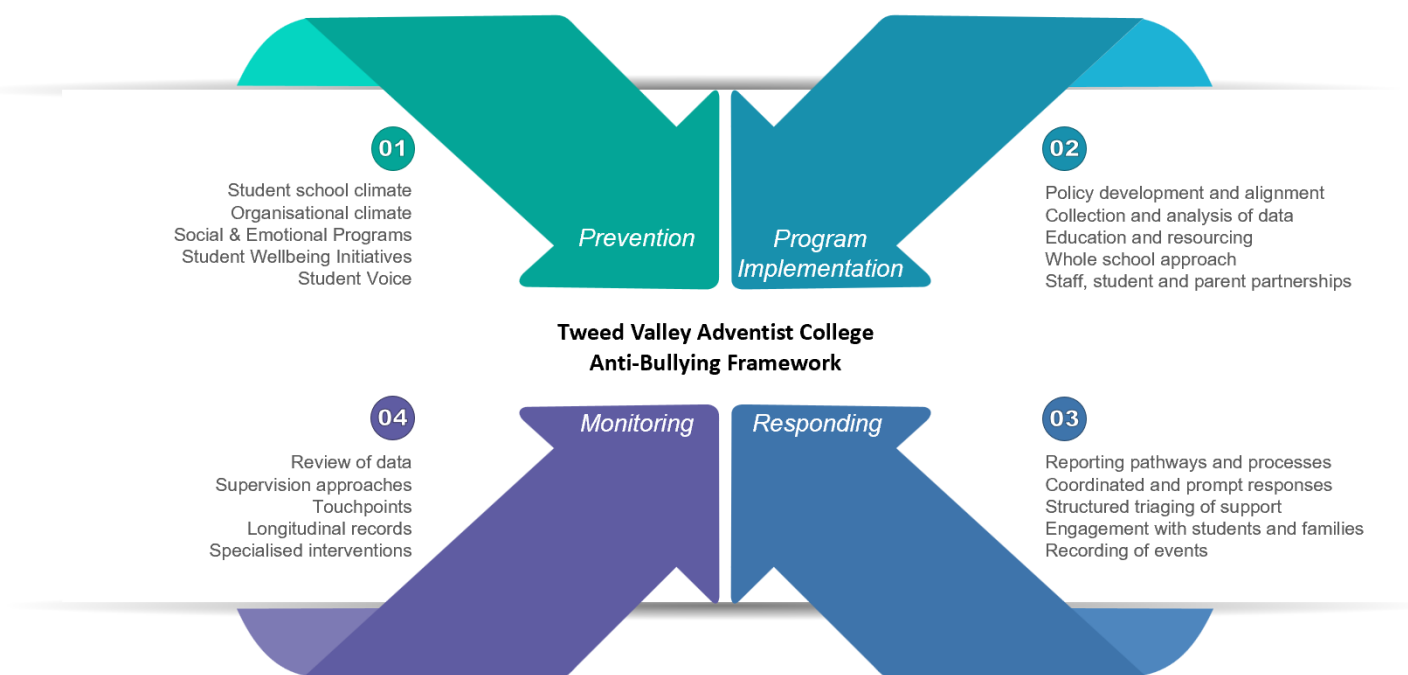 01
Student school climate
Organisational climate
Social & Emotional Programs
Student Wellbeing Initiatives
Student Voice
Prevention
Program
Implementation
02
Policy development and alignment
Collection and analysis of data
Education and resourcing
Whole school approach
Staff, student and parent partnerships
Tweed Valley Adventist College
Anti-Bullying Framework
04
Review of data
Supervision approaches
Touchpoints
Longitudinal records
Specialised interventions
Monitoring
Responding
03
Reporting pathways and processes
Coordinated and prompt responses
Structured triaging of support
Engagement with students and families
Recording of events